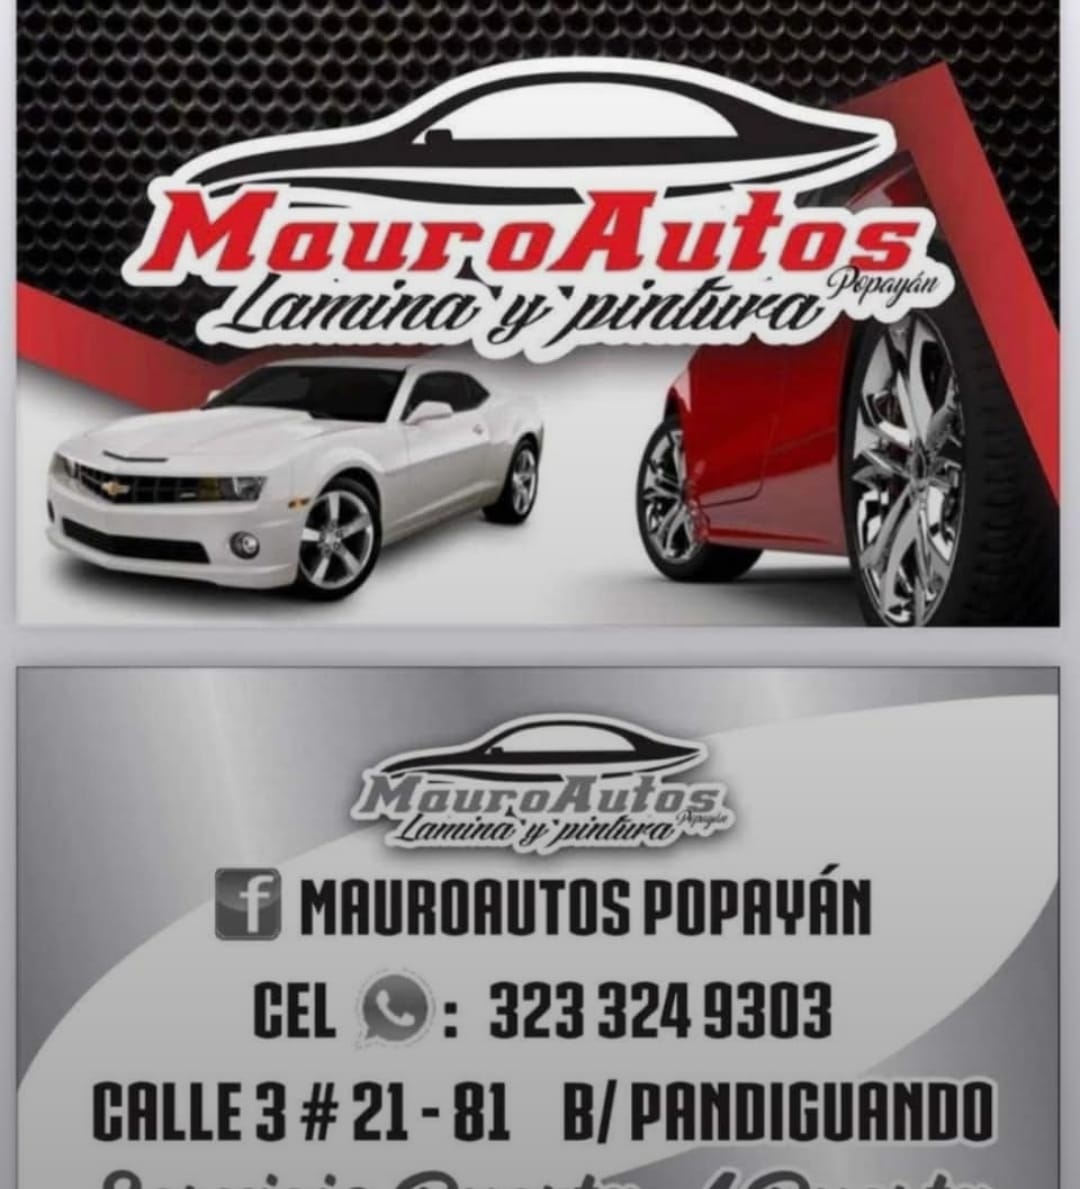 MauroAutos
Popayán
Lamina y pintura
MauroAutos
Popayán
Lamina y pintura
f MAUROAUTOS POPAYÁN
CEL : 323 324 9303
CALLE 3 # 21 - 81 B/ PANDIGUANDO